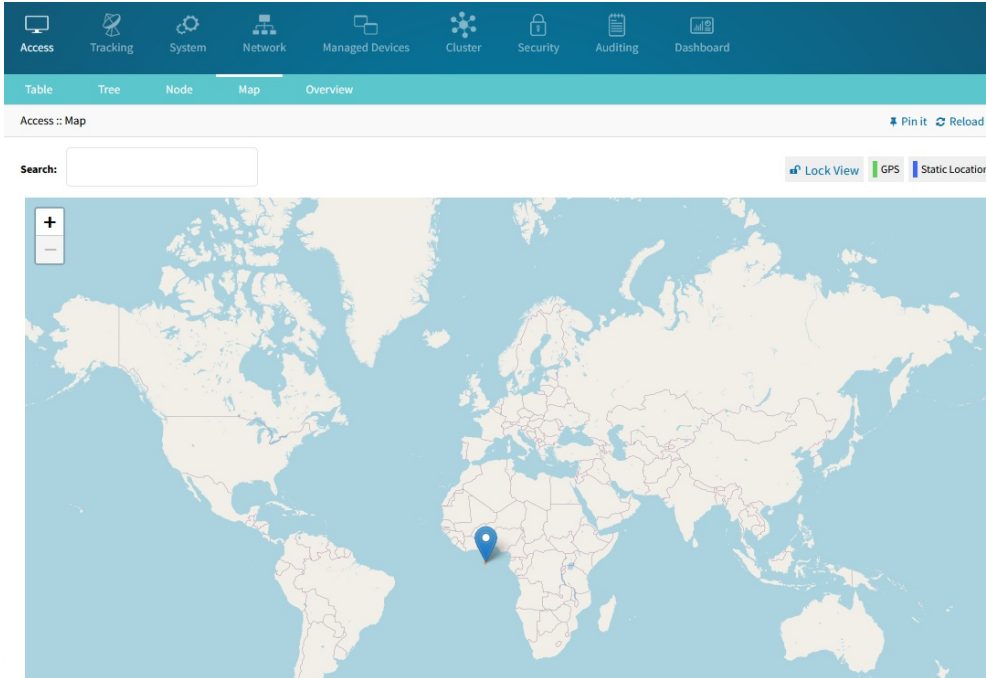 Access Tracking System Network Managed Devices Cluster Security Auditing Dashboard
Table Tree Node Map Overview
Access :: Map Pin it Reload
Search: Lock View GPS Static Location
+
−